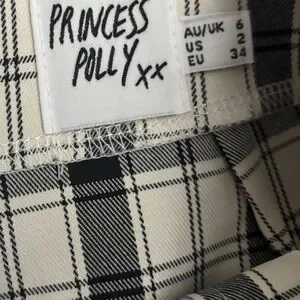 PRINCESS
POLLY xx
AU/UK 6
US 2
EU 34